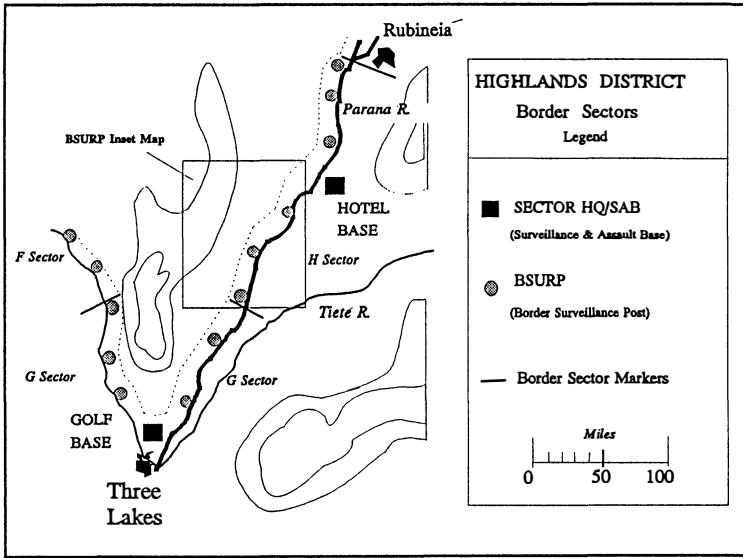 Rubineia
Parana R.
BSURP Inset Map
HOTEL
BASE
F Sector
H Sector
Tieté R.
G Sector
G Sector
GOLF
BASE
Three
Lakes
HIGHLANDS DISTRICT
Border Sectors
Legend
SECTOR HQ/SAB
(Surveillance & Assault Base)
BSURP
(Border Surveillance Post)
Border Sector Markers
Miles
0 50 100